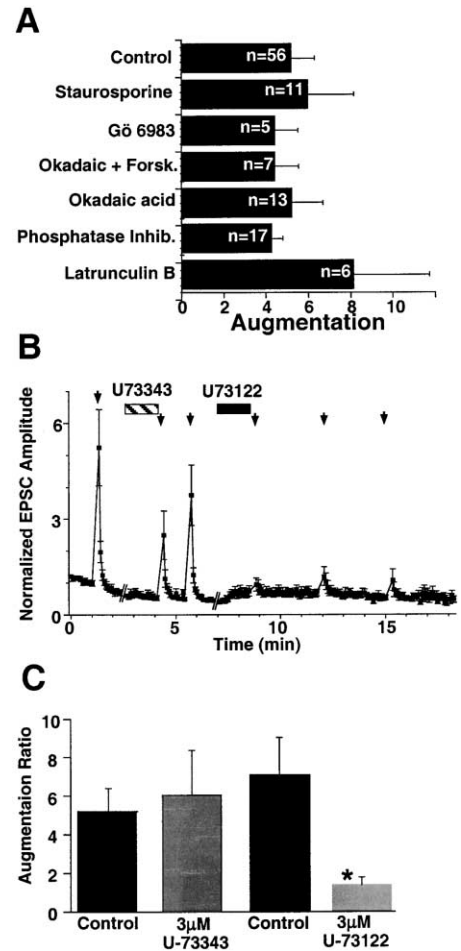 A
Control n=56
Staurosporine n=11
Gö 6983 n=5
Okadaic + Forsk. n=7
Okadaic acid n=13
Phosphatase Inhib. n=17
Latrunculin B n=6
0 2 4 6 8 10
Augmentation
B
U73343 U73122
Normalized EPSC Amplitude
6
3
0
0 5 10 15
Time (min)
C
Augmentaion Ratio
10
8
6
4
2
0
*
Control 3µM U-73343 Control 3µM U-73122